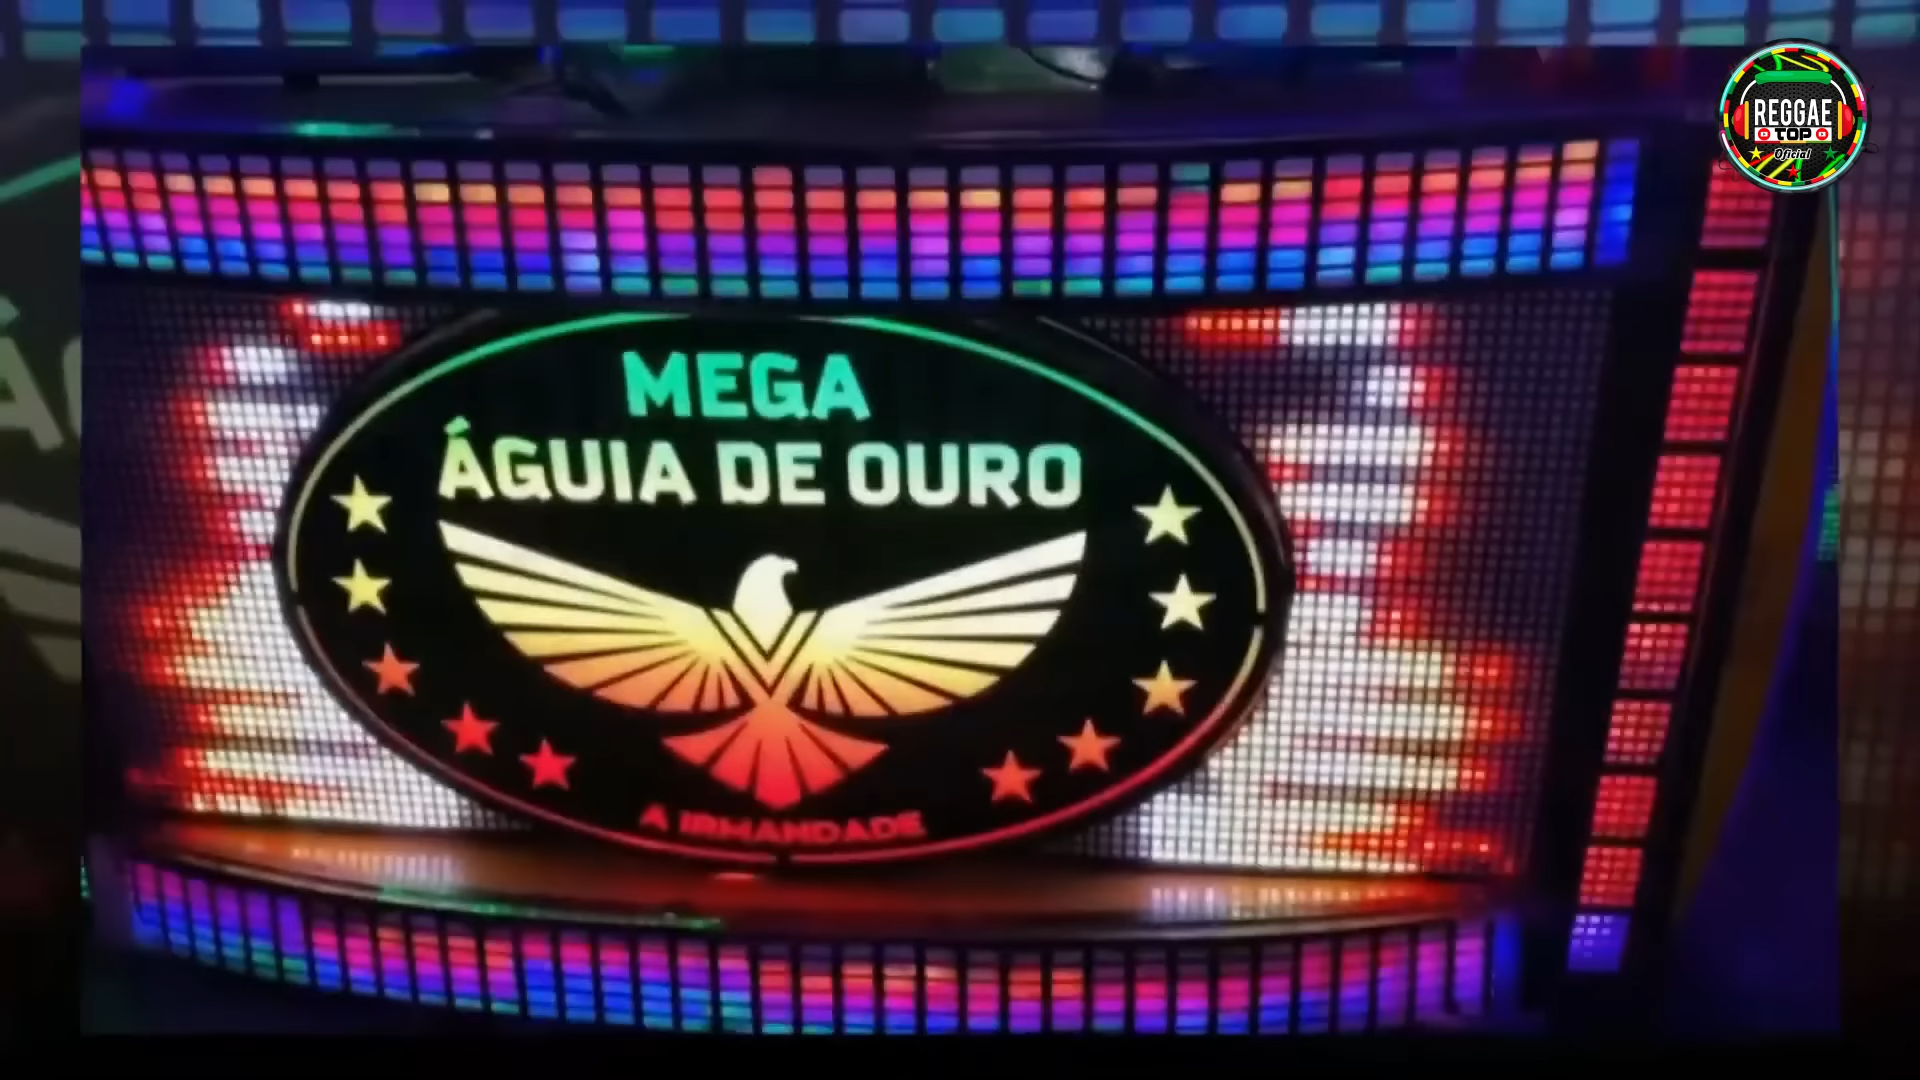 REGGAE
TOP
Oficial
MEGA
ÁGUIA DE OURO
A IRMANDADE